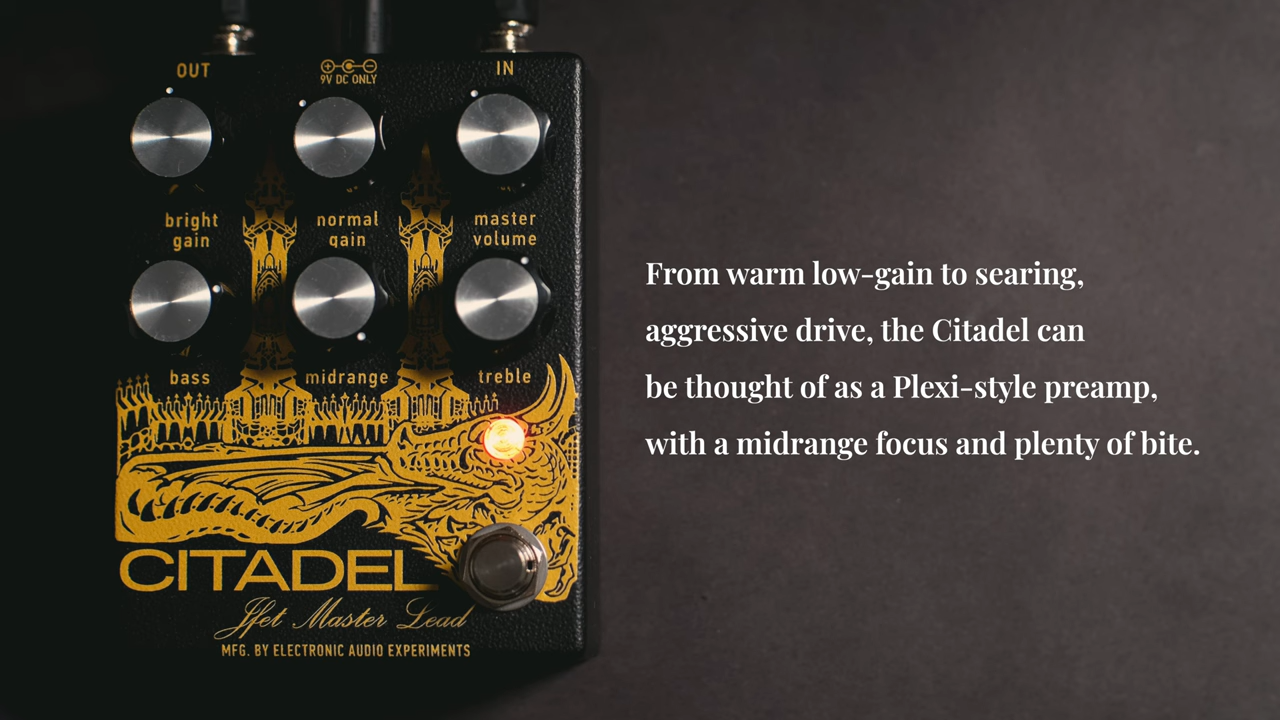 OUT
9V DC ONLY
IN
bright
gain
normal
gain
master
volume
bass
midrange
treble
CITADEL
Jfet Master Lead
MFG. BY ELECTRONIC AUDIO EXPERIMENTS
From warm low-gain to searing,
aggressive drive, the Citadel can
be thought of as a Plexi-style preamp,
with a midrange focus and plenty of bite.